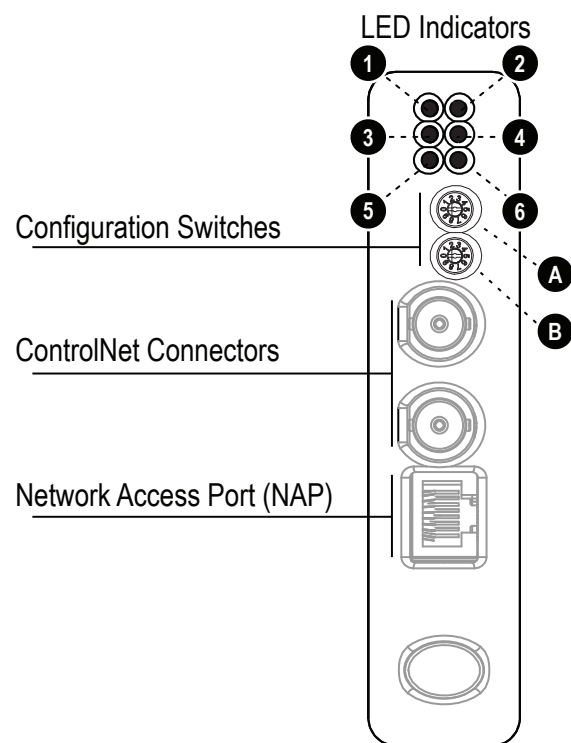 LED Indicators
1 2
3 4
5 6
Configuration Switches
A
B
ControlNet Connectors
Network Access Port (NAP)